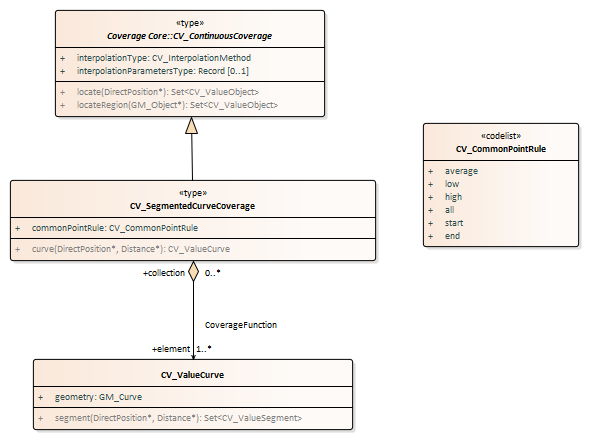 «type»
Coverage Core::CV_ContinuousCoverage
+ interpolationType: CV_InterpolationMethod
+ interpolationParametersType: Record [0..1]
+ locate(DirectPosition*): Set<CV_ValueObject>
+ locateRegion(GM_Object*): Set<CV_ValueObject>
«codelist»
CV_CommonPointRule
+ average
+ low
+ high
+ all
+ start
+ end
«type»
CV_SegmentedCurveCoverage
+ commonPointRule: CV_CommonPointRule
+ curve(DirectPosition*, Distance*): CV_ValueCurve
+collection 0..*
CoverageFunction
+element 1..*
CV_ValueCurve
+ geometry: GM_Curve
+ segment(DirectPosition*, Distance*): Set<CV_ValueSegment>